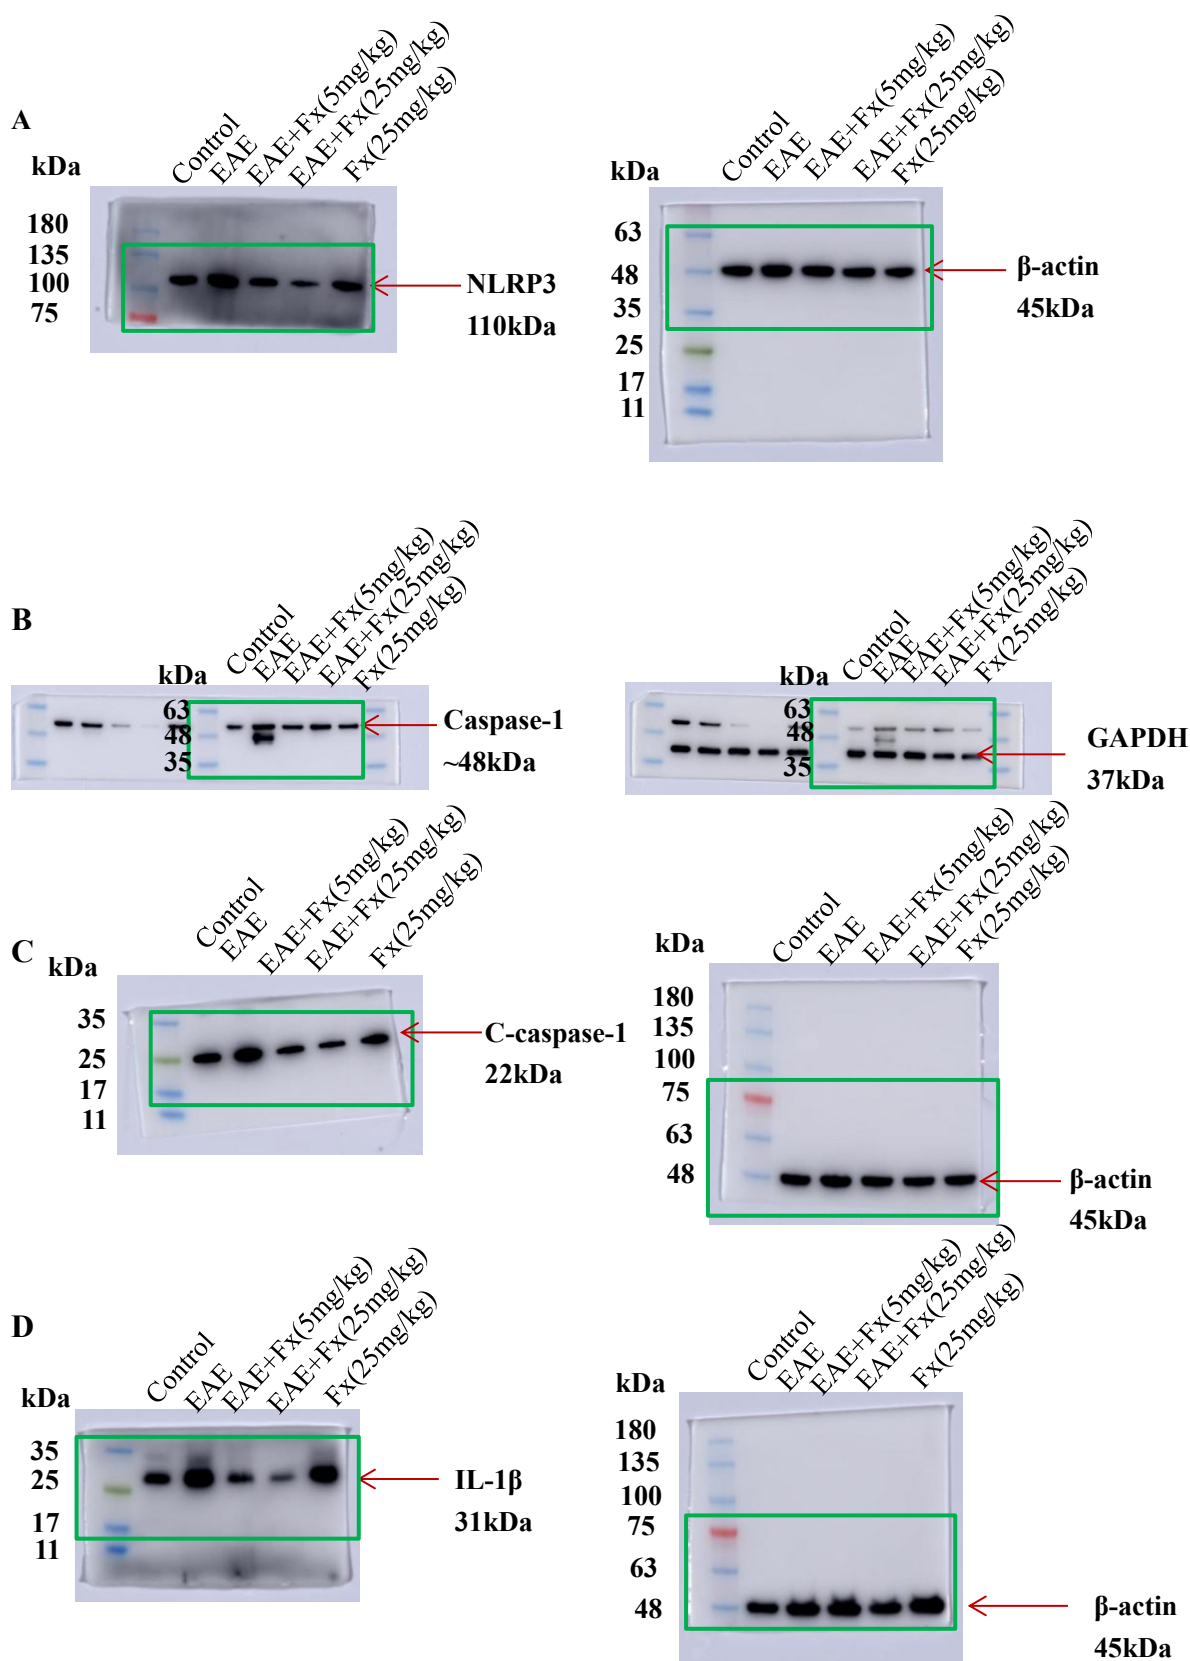 A
kDa
Control
EAE
EAE+Fx(5mg/kg)
EAE+Fx(25mg/kg)
Fx(25mg/kg)
180
135
100
75
NLRP3
110kDa
kDa
Control
EAE
EAE+Fx(5mg/kg)
EAE+Fx(25mg/kg)
Fx(25mg/kg)
63
48
35
25
17
11
β-actin
45kDa
B
kDa
Control
EAE
EAE+Fx(5mg/kg)
EAE+Fx(25mg/kg)
Fx(25mg/kg)
63
48
35
Caspase-1
~48kDa
kDa
Control
EAE
EAE+Fx(5mg/kg)
EAE+Fx(25mg/kg)
Fx(25mg/kg)
63
48
35
GAPDH
37kDa
C
kDa
Control
EAE
EAE+Fx(5mg/kg)
EAE+Fx(25mg/kg)
Fx(25mg/kg)
35
25
17
11
C-caspase-1
22kDa
kDa
Control
EAE
EAE+Fx(5mg/kg)
EAE+Fx(25mg/kg)
Fx(25mg/kg)
180
135
100
75
63
48
β-actin
45kDa
D
kDa
Control
EAE
EAE+Fx(5mg/kg)
EAE+Fx(25mg/kg)
Fx(25mg/kg)
35
25
17
11
IL-1β
31kDa
kDa
Control
EAE
EAE+Fx(5mg/kg)
EAE+Fx(25mg/kg)
Fx(25mg/kg)
180
135
100
75
63
48
β-actin
45kDa